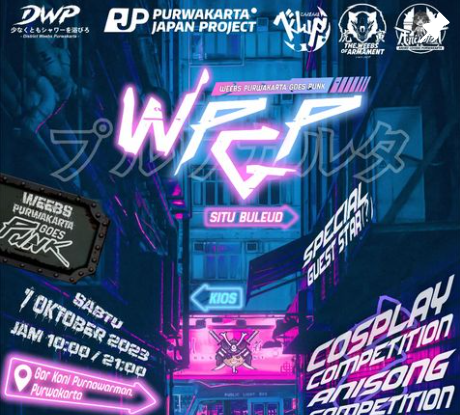 DWP
少なくともシャワーを浴びろ
District Weebs Purwakarta
PURWAKARTA
JAPAN PROJECT
KWP
THE WEEBS
OF ARMAMENT
WEEBS PURWAKARTA GOES PUNK
WPGP
プルワカルタ
SITU BULEUD
WEEBS
PURWAKARTA
GOES
PUNK
SPECIAL
GUEST STAR!?
KIOS
SABTU
7 OKTOBER 2023
JAM 10:00 / 21:00
COSPLAY
COMPETITION
ANISONG
COMPETITION
Bar Koni Purnawarman,
Purwakarta